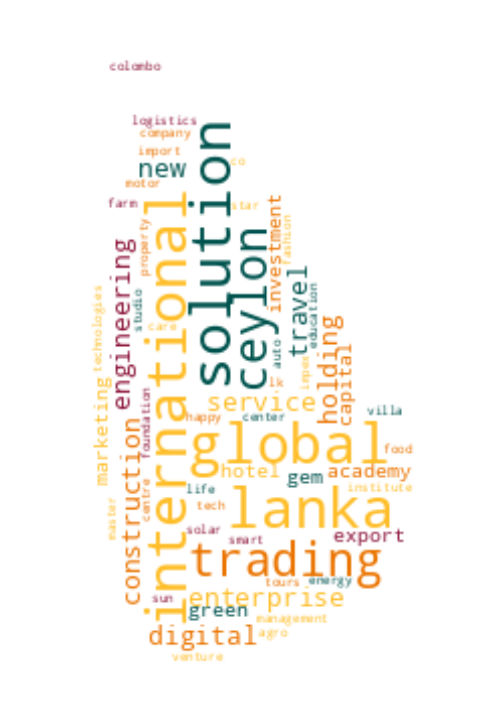 colombo
logistics
company
import
co
new
motor
solution
international
farm
star
investment
fashion
property
ceylon
engineering
travel
education
technologies
studio
care
holding
capital
auto
impex
lk
marketing
foundation
service
happy
center
villa
construction
global
food
hotel
gem
academy
centre
life
institute
lanka
master
tech
solar
smart
export
trading
tours
energy
sun
enterprise
green
management
digital
agro
venture